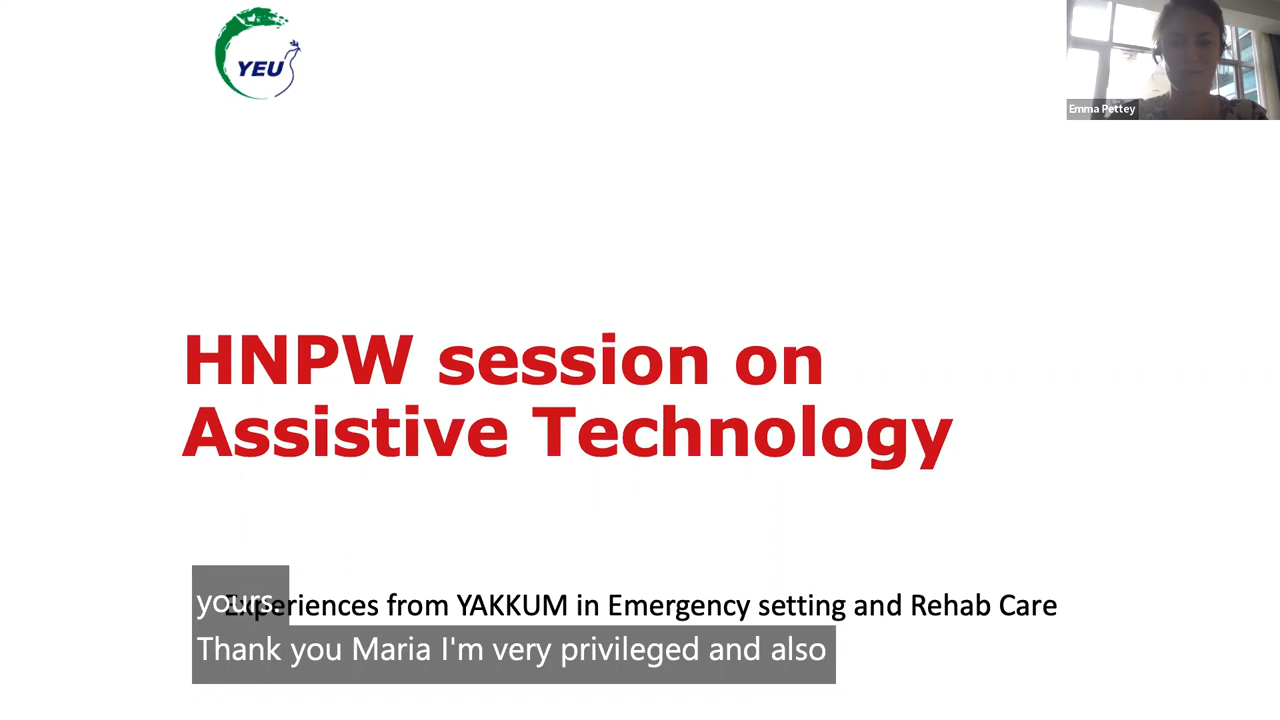 YEU
Emma Pettey
HNPW session on
Assistive Technology
Experiences from YAKKUM in Emergency setting and Rehab Care
yours.
Thank you Maria I'm very privileged and also